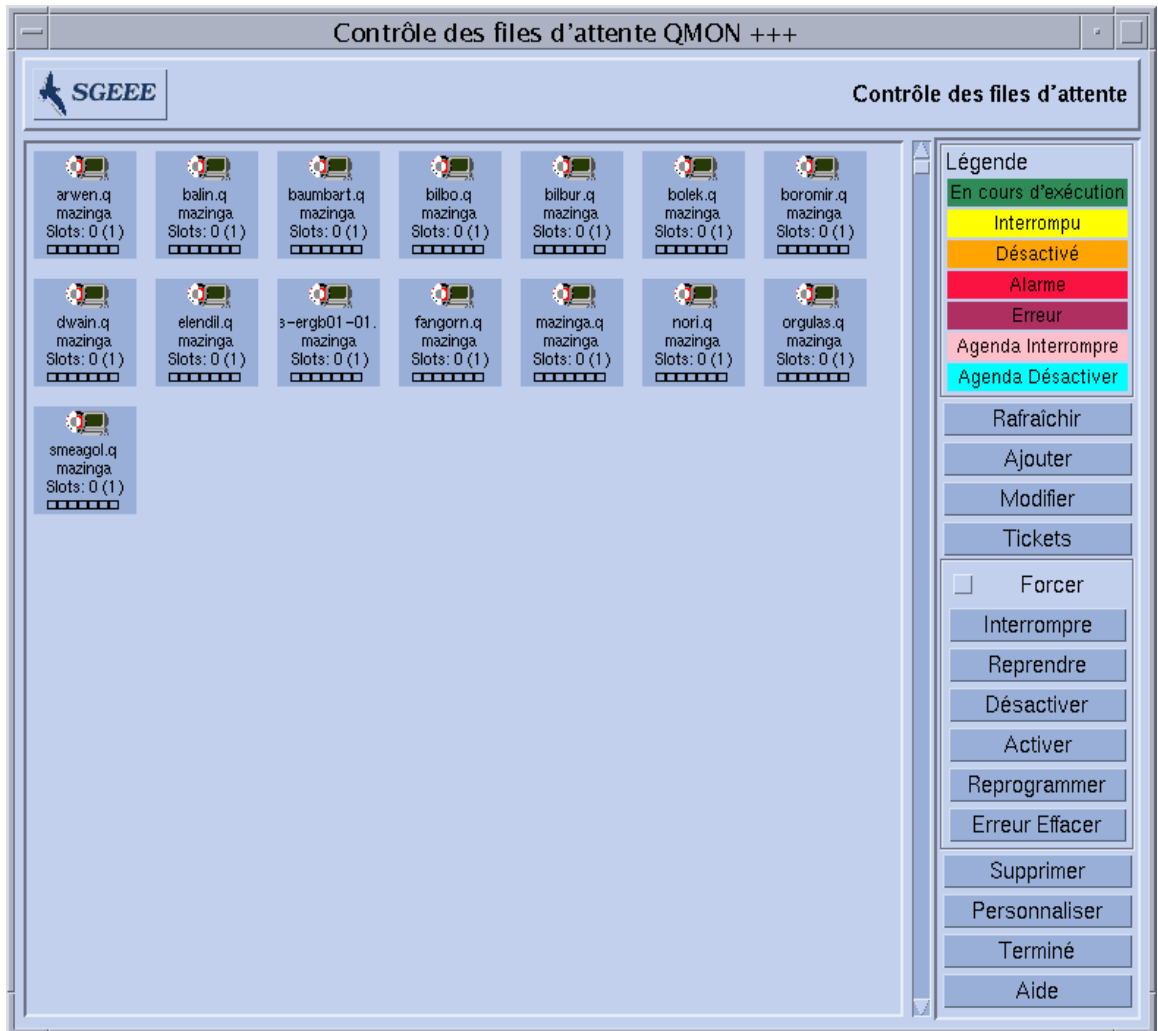 Contrôle des files d'attente QMON +++
SGEEE
Contrôle des files d'attente
arwen.q
mazinga
Slots: 0 (1)
balin.q
mazinga
Slots: 0 (1)
baumbart.q
mazinga
Slots: 0 (1)
bilbo.q
mazinga
Slots: 0 (1)
bilbur.q
mazinga
Slots: 0 (1)
bolek.q
mazinga
Slots: 0 (1)
boromir.q
mazinga
Slots: 0 (1)
dwain.q
mazinga
Slots: 0 (1)
elendil.q
mazinga
Slots: 0 (1)
s-ergb01-01.
mazinga
Slots: 0 (1)
fangorn.q
mazinga
Slots: 0 (1)
mazinga.q
mazinga
Slots: 0 (1)
nori.q
mazinga
Slots: 0 (1)
orgulas.q
mazinga
Slots: 0 (1)
smeagol.q
mazinga
Slots: 0 (1)
Légende
En cours d'exécution
Interrompu
Désactivé
Alarme
Erreur
Agenda Interrompre
Agenda Désactiver
Rafraîchir
Ajouter
Modifier
Tickets
Forcer
Interrompre
Reprendre
Désactiver
Activer
Reprogrammer
Erreur Effacer
Supprimer
Personnaliser
Terminé
Aide